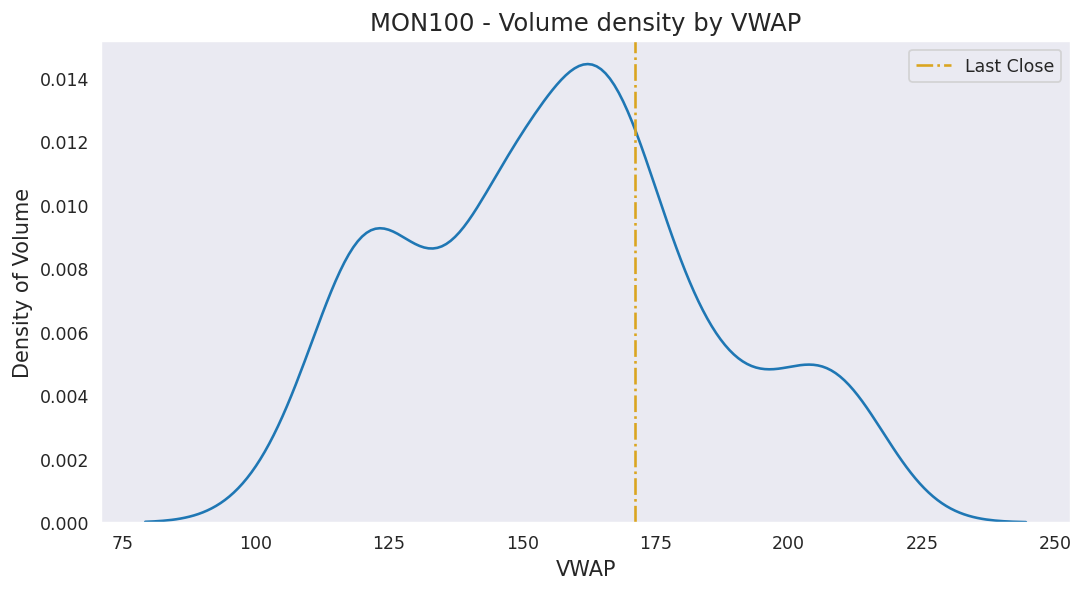 MON100 - Volume density by VWAP
Last Close
Density of Volume
0.014
0.012
0.010
0.008
0.006
0.004
0.002
0.000
75 100 125 150 175 200 225 250
VWAP